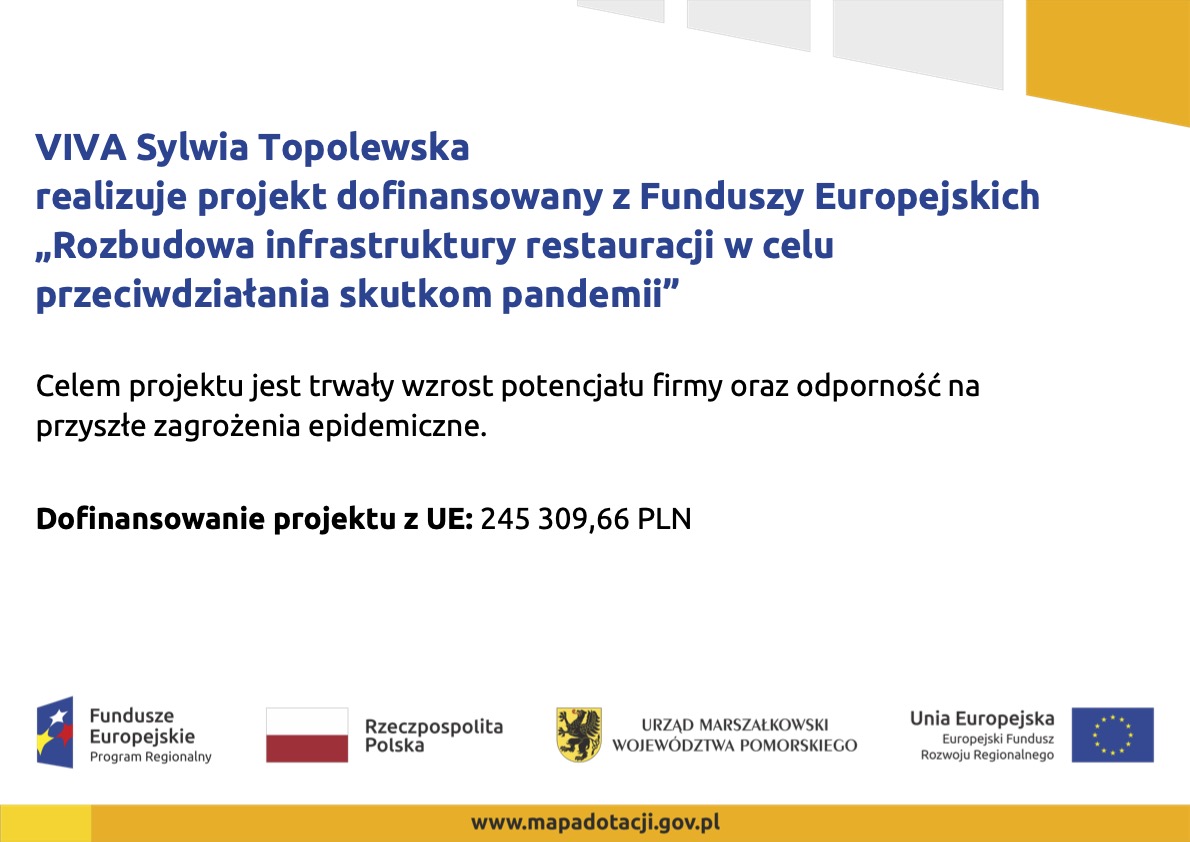 VIVA Sylwia Topolewska
realizuje projekt dofinansowany z Funduszy Europejskich
„Rozbudowa infrastruktury restauracji w celu
przeciwdziałania skutkom pandemii”
Celem projektu jest trwały wzrost potencjału firmy oraz odporność na
przyszłe zagrożenia epidemiczne.
Dofinansowanie projektu z UE: 245 309,66 PLN
Fundusze
Europejskie
Program Regionalny
Rzeczpospolita
Polska
URZĄD MARSZAŁKOWSKI
WOJEWÓDZTWA POMORSKIEGO
Unia Europejska
Europejski Fundusz
Rozwoju Regionalnego
www.mapadotacji.gov.pl